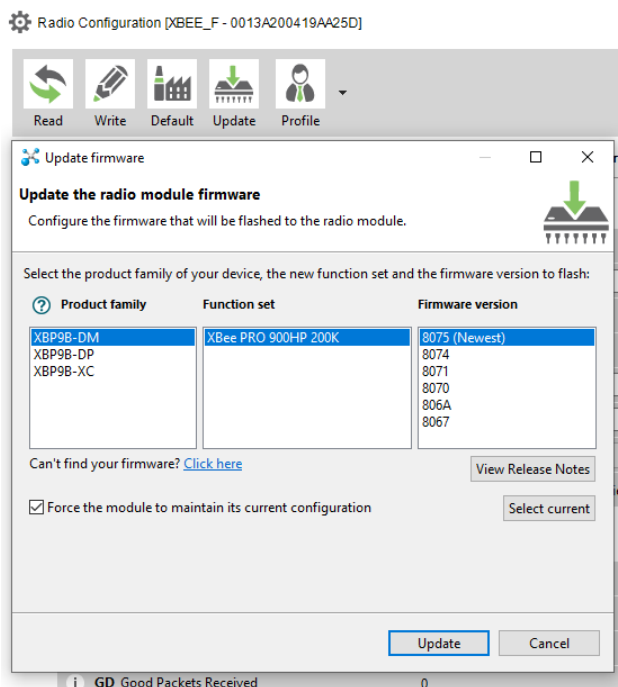 Radio Configuration [XBEE_F - 0013A200419AA25D]
Read Write Default Update Profile
Update firmware
Update the radio module firmware
Configure the firmware that will be flashed to the radio module.
Select the product family of your device, the new function set and the firmware version to flash:
Product family Function set Firmware version
XBP9B-DM XBee PRO 900HP 200K 8075 (Newest)
XBP9B-DP 8074
XBP9B-XC 8071
8070
806A
8067
Can't find your firmware? Click here
View Release Notes
Force the module to maintain its current configuration
Select current
Update Cancel
i GD Good Packets Received 0